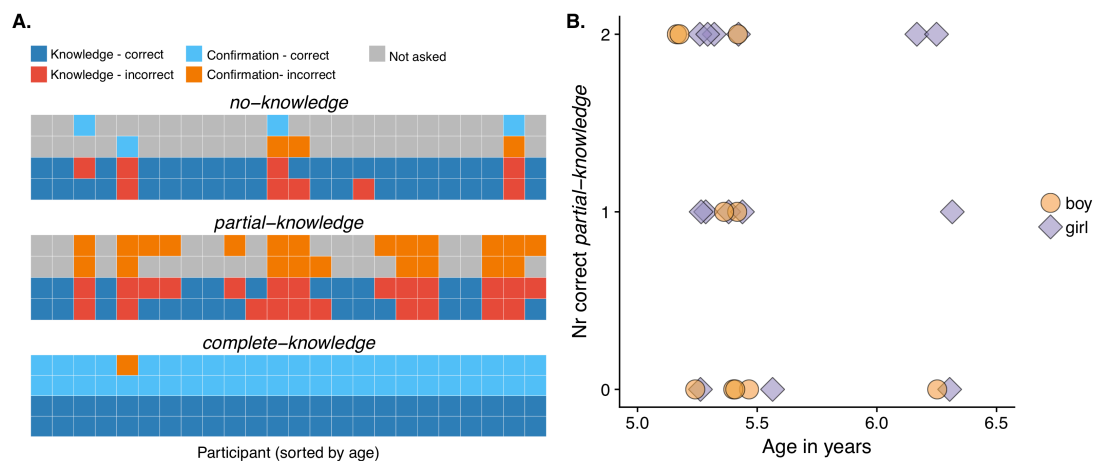 A.
Knowledge - correct
Confirmation - correct
Not asked
Knowledge - incorrect
Confirmation- incorrect
no−knowledge
partial−knowledge
complete−knowledge
Participant (sorted by age)
B.
Nr correct partial−knowledge
2
1
0
5.0
5.5
6.0
6.5
Age in years
boy
girl